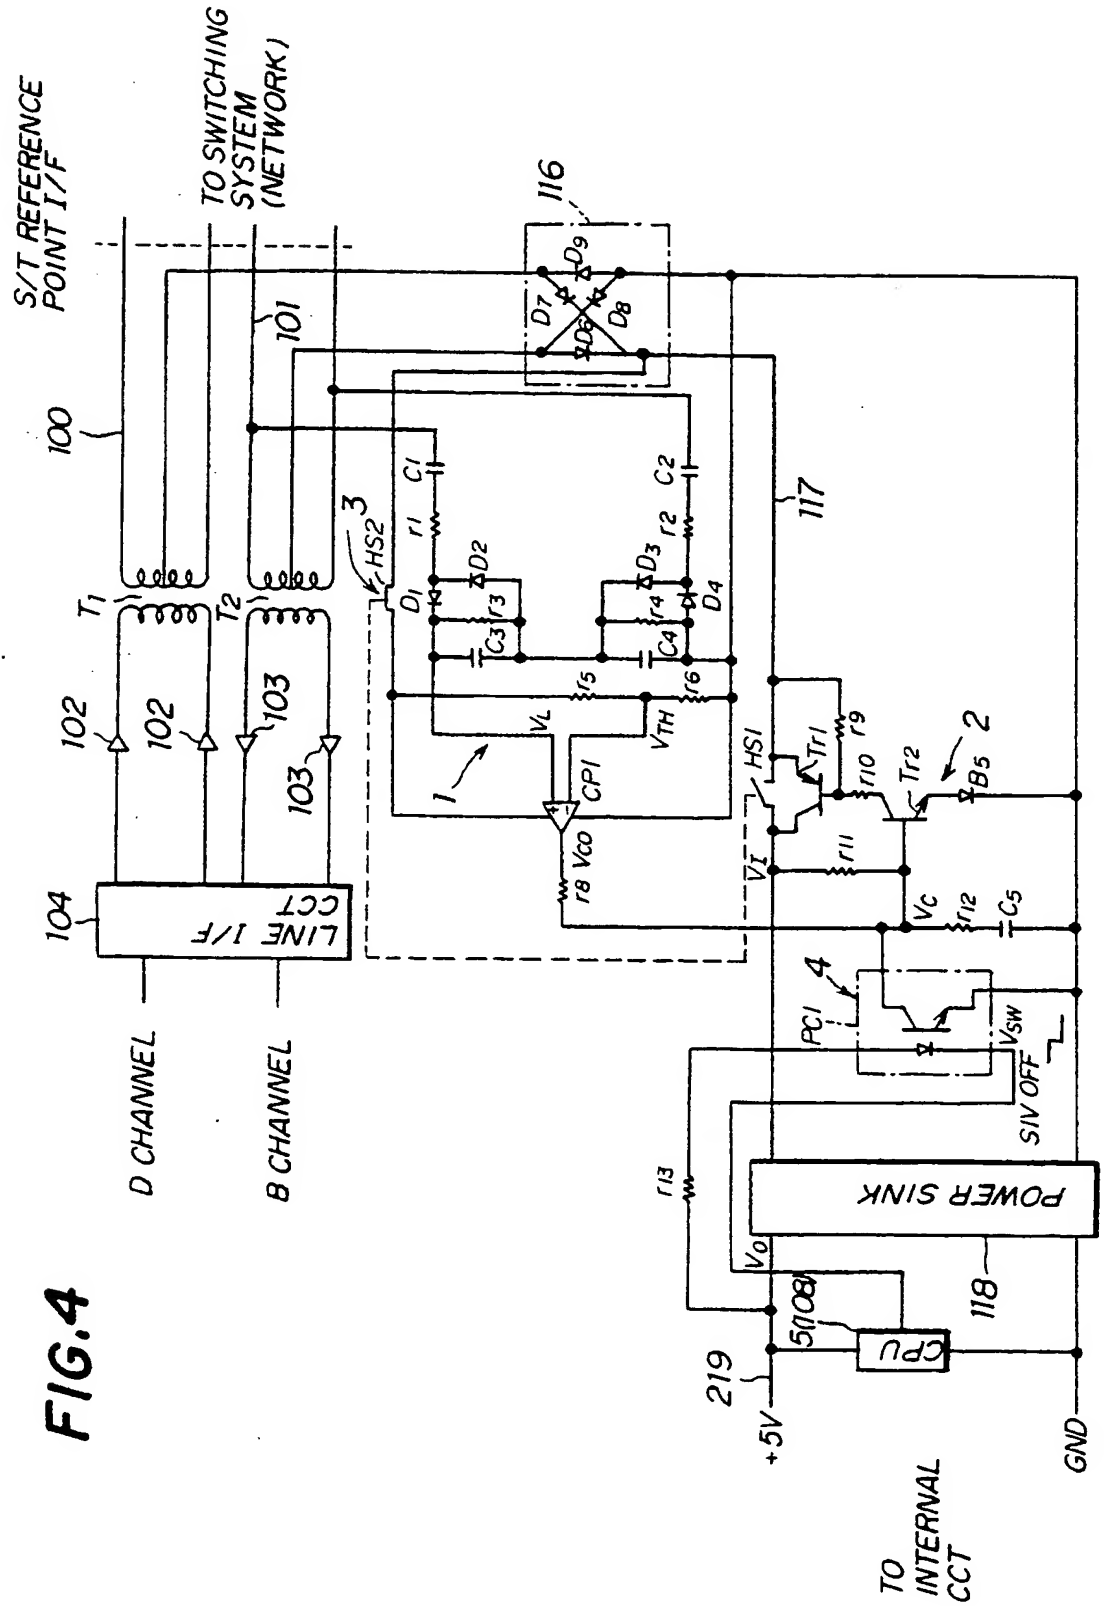 FIG.4
S/T REFERENCE
POINT I/F
TO SWITCHING
SYSTEM
(NETWORK)
100
101
T1
T2
102
102
103
103
104
LINE I/F
CCT
D CHANNEL
B CHANNEL
116
D7
D9
D6
D8
3
HS2
C1
r1
D1
D2
r3
C3
C2
r2
D3
D4
r4
C4
r5
r6
VL
VTH
1
CP1
VCO
r8
117
HS1
Tr1
r9
r10
Tr2
2
B5
VI
r11
VC
r12
C5
4
PC1
VSW
SIV OFF
r13
POWER SINK
118
VO
5(108)
CPU
219
+5V
GND
TO
INTERNAL
CCT